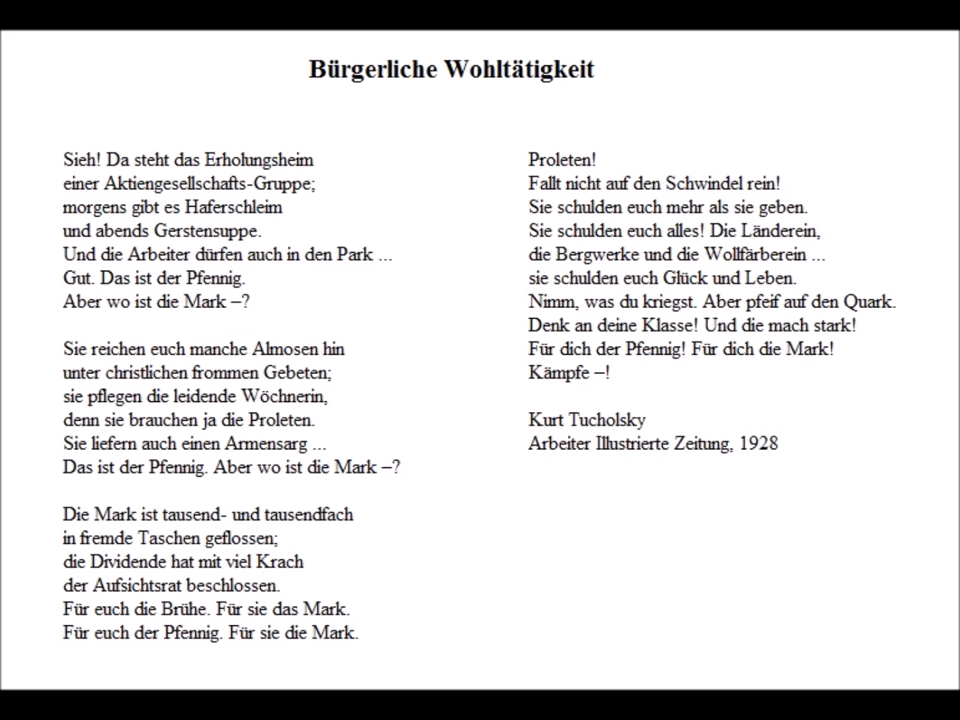 Bürgerliche Wohltätigkeit
Sieh! Da steht das Erholungsheim
einer Aktiengesellschafts-Gruppe;
morgens gibt es Haferschleim
und abends Gerstensuppe.
Und die Arbeiter dürfen auch in den Park ...
Gut. Das ist der Pfennig.
Aber wo ist die Mark –?
Sie reichen euch manche Almosen hin
unter christlichen frommen Gebeten;
sie pflegen die leidende Wöchnerin,
denn sie brauchen ja die Proleten.
Sie liefern auch einen Armensarg ...
Das ist der Pfennig. Aber wo ist die Mark –?
Die Mark ist tausend- und tausendfach
in fremde Taschen geflossen;
die Dividende hat mit viel Krach
der Aufsichtsrat beschlossen.
Für euch die Brühe. Für sie das Mark.
Für euch der Pfennig. Für sie die Mark.
Proleten!
Fallt nicht auf den Schwindel rein!
Sie schulden euch mehr als sie geben.
Sie schulden euch alles! Die Länderein,
die Bergwerke und die Wollfärberein ...
sie schulden euch Glück und Leben.
Nimm, was du kriegst. Aber pfeif auf den Quark.
Denk an deine Klasse! Und die mach stark!
Für dich der Pfennig! Für dich die Mark!
Kämpfe –!
Kurt Tucholsky
Arbeiter Illustrierte Zeitung, 1928